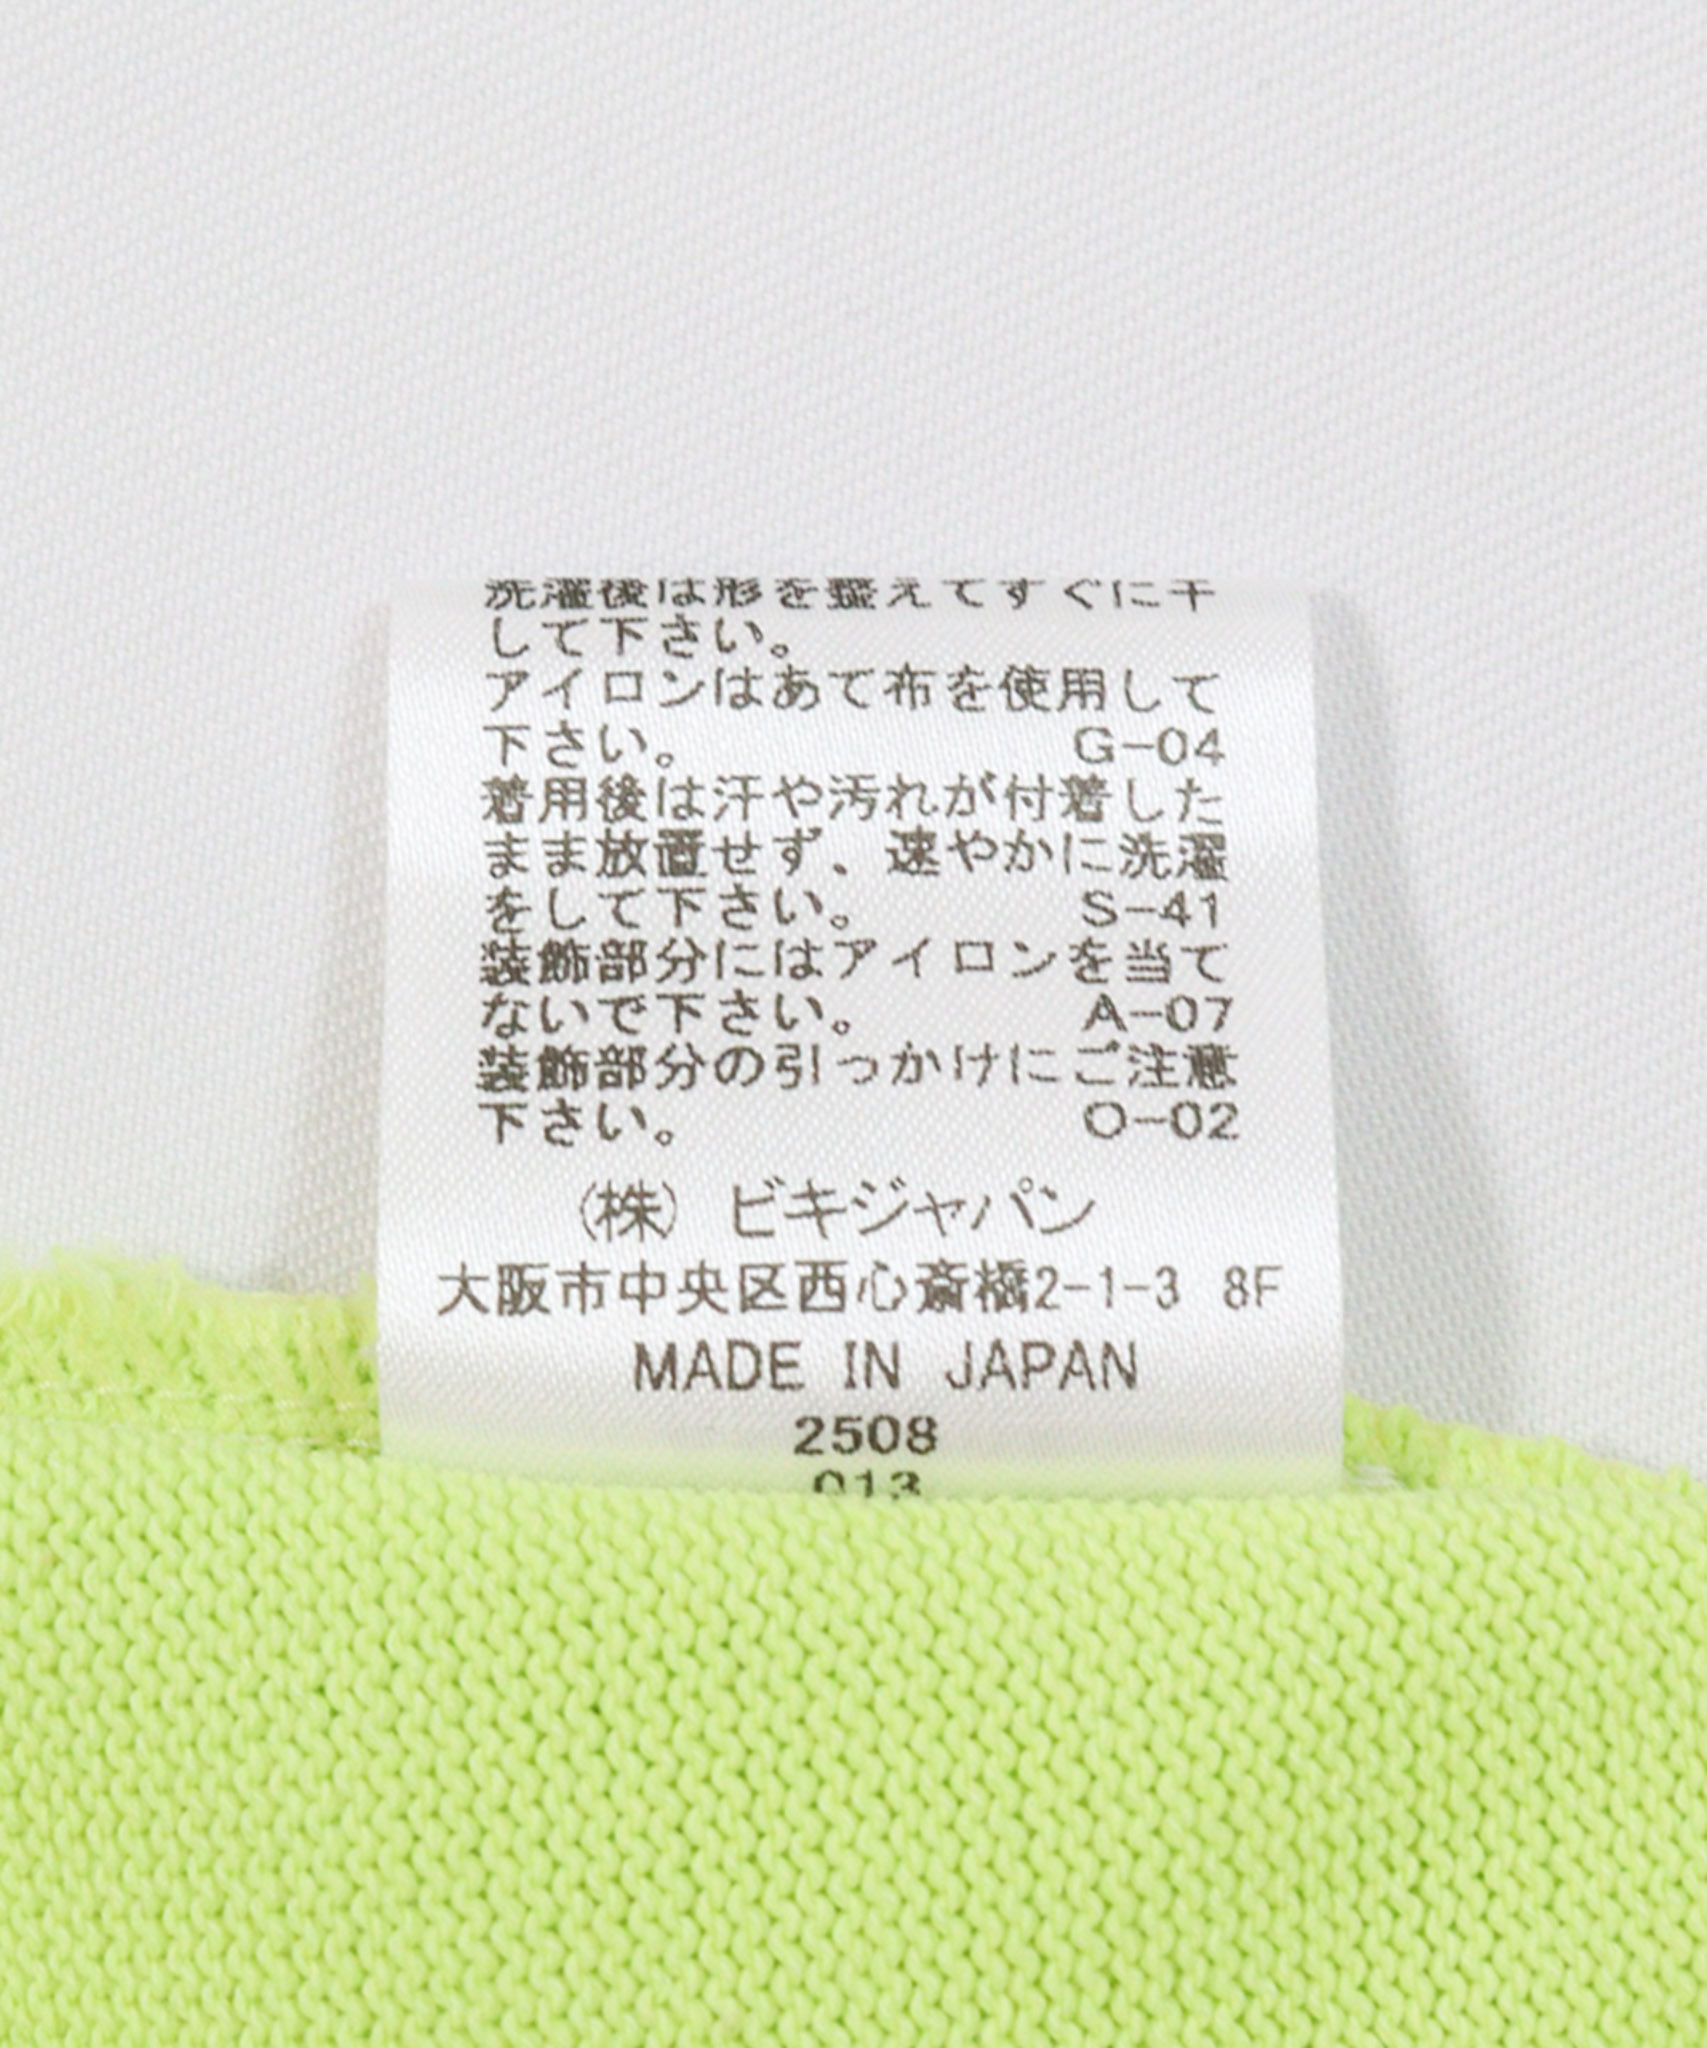 洗濯後は形を整えてすぐに干
して下さい。
アイロンはあて布を使用して
下さい。 G-04
着用後は汗や汚れが付着した
まま放置せず、速やかに洗濯
をして下さい。 S-41
装飾部分にはアイロンを当て
ないで下さい。 A-07
装飾部分の引っかけにご注意
下さい。 O-02
(株) ビキジャパン
大阪市中央区西心斎橋2-1-3 8F
MADE IN JAPAN
2508
013